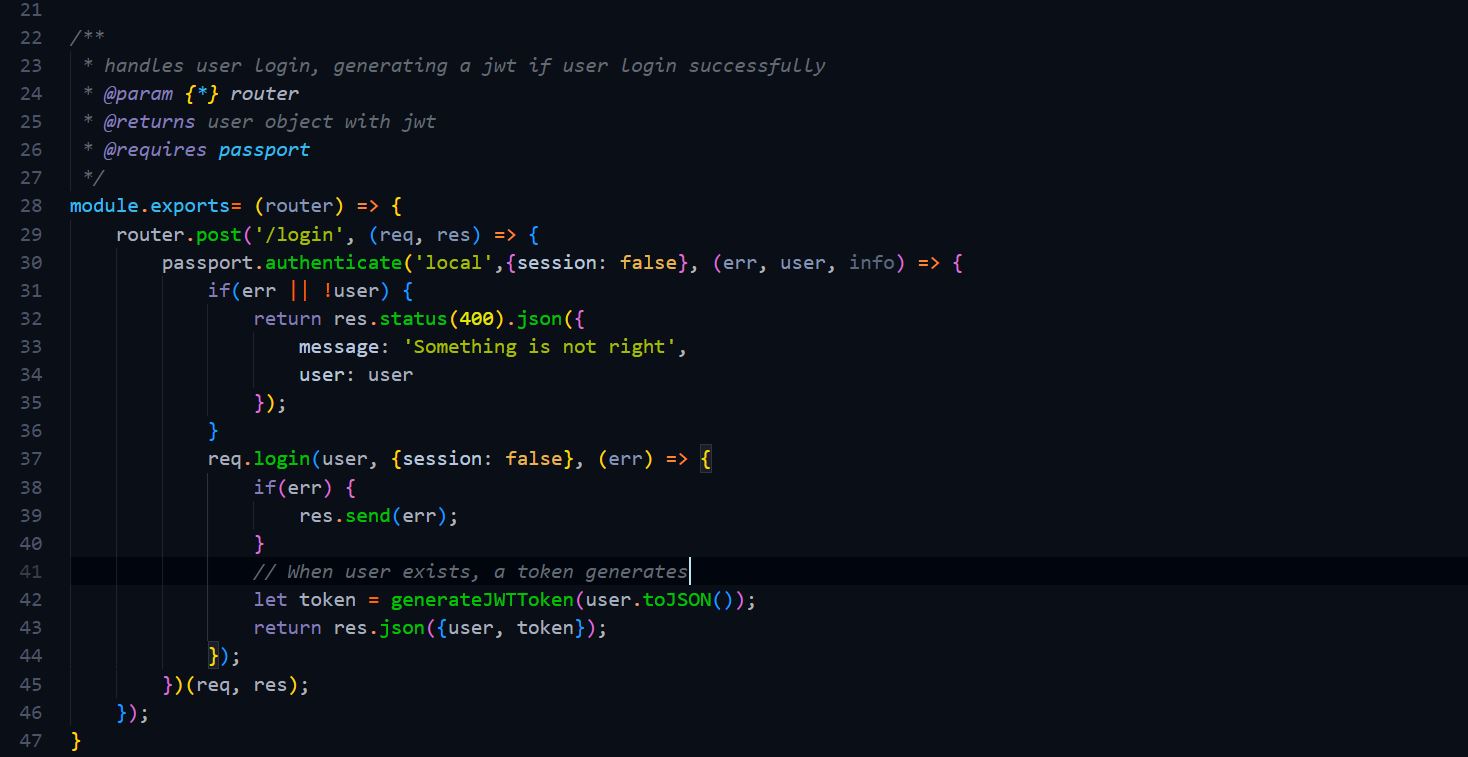 21
22 /**
23 * handles user login, generating a jwt if user login successfully
24 * @param {*} router
25 * @returns user object with jwt
26 * @requires passport
27 */
28 module.exports= (router) => {
29 router.post('/login', (req, res) => {
30 passport.authenticate('local',{session: false}, (err, user, info) => {
31 if(err || !user) {
32 return res.status(400).json({
33 message: 'Something is not right',
34 user: user
35 });
36 }
37 req.login(user, {session: false}, (err) => {
38 if(err) {
39 res.send(err);
40 }
41 // When user exists, a token generates
42 let token = generateJWTToken(user.toJSON());
43 return res.json({user, token});
44 });
45 })(req, res);
46 });
47 }